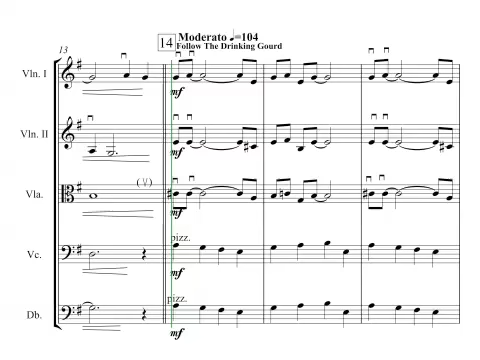 Moderato ♩=104
13
14
Follow The Drinking Gourd
Vln. I
mf
Vln. II
mf
(V)
Vla.
mf
pizz.
Vc.
mf
pizz.
Db.
mf